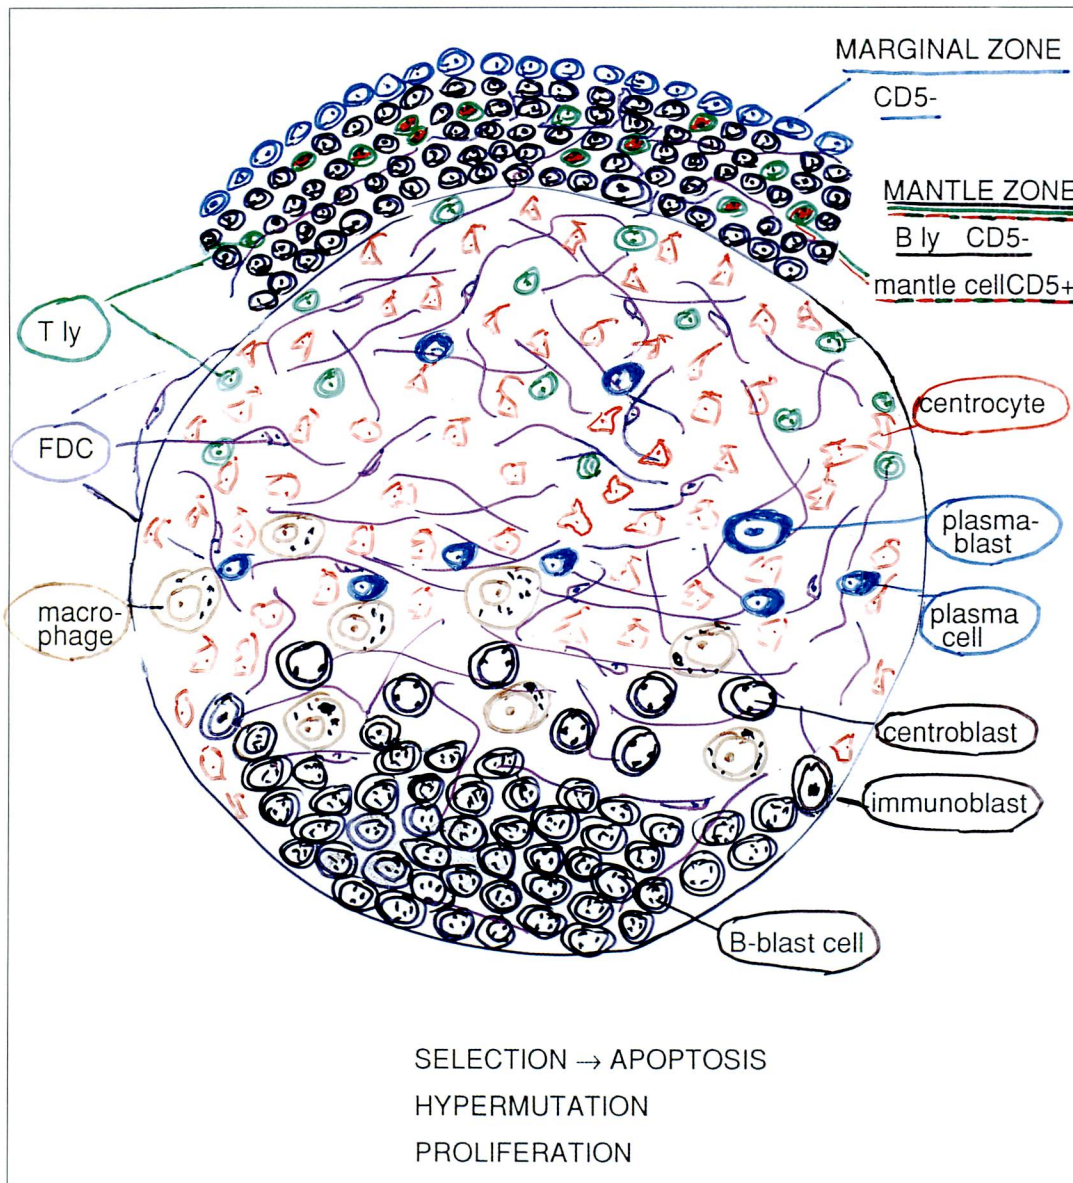 MARGINAL ZONE
CD5-
MANTLE ZONE
B ly CD5-
mantle cellCD5+
T ly
FDC
centrocyte
plasma-
blast
macro-
phage
plasma
cell
centroblast
immunoblast
B-blast cell
SELECTION → APOPTOSIS
HYPERMUTATION
PROLIFERATION